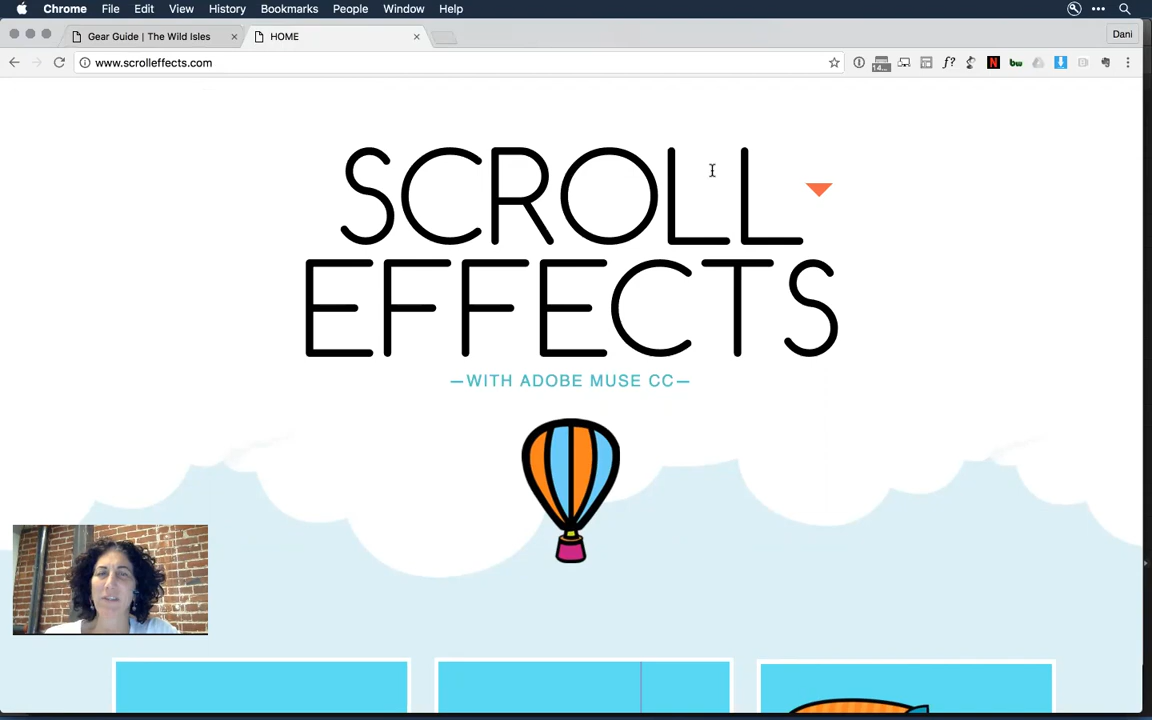 Chrome File Edit View History Bookmarks People Window Help
Gear Guide | The Wild Isles
HOME
Dani
www.scrolleffects.com
f?
N
bw
SCROLL
EFFECTS
—WITH ADOBE MUSE CC—